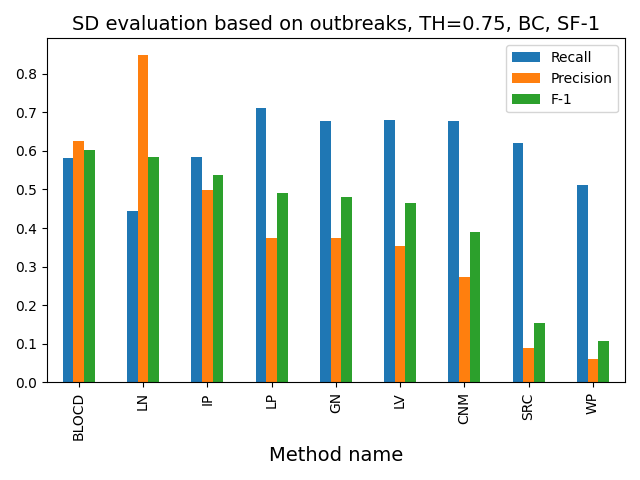 SD evaluation based on outbreaks, TH=0.75, BC, SF-1
Recall
Precision
F-1
0.8
0.7
0.6
0.5
0.4
0.3
0.2
0.1
0.0
BLOCD
LN
IP
LP
GN
LV
CNM
SRC
WP
Method name